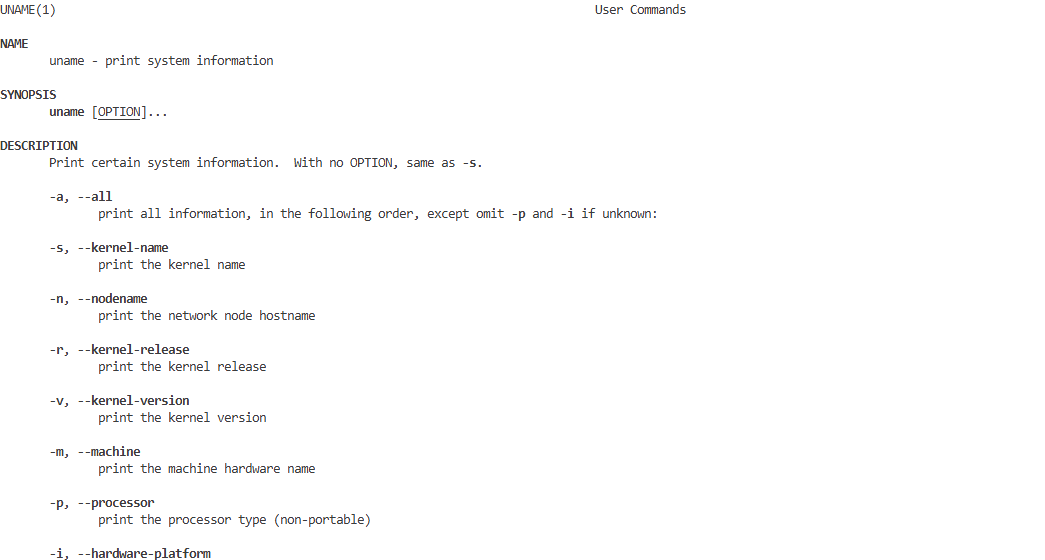 UNAME(1) User Commands
NAME
uname - print system information
SYNOPSIS
uname [OPTION]...
DESCRIPTION
Print certain system information. With no OPTION, same as -s.
-a, --all
print all information, in the following order, except omit -p and -i if unknown:
-s, --kernel-name
print the kernel name
-n, --nodename
print the network node hostname
-r, --kernel-release
print the kernel release
-v, --kernel-version
print the kernel version
-m, --machine
print the machine hardware name
-p, --processor
print the processor type (non-portable)
-i, --hardware-platform